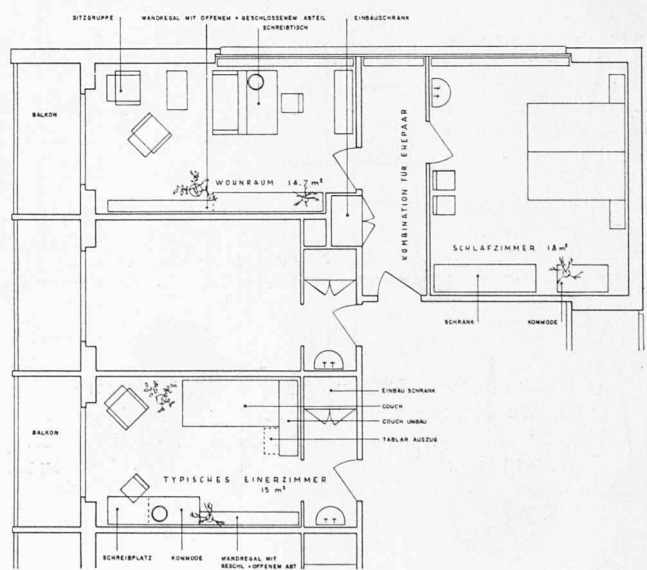 SITZGRUPPE
WANDREGAL MIT OFFENEM + GESCHLOSSENEM ABTEIL
SCHREIBTISCH
EINBAUSCHRANK
BALKON
WOHNRAUM 14.7 m²
KOMBINATION FÜR EHEPAAR
SCHLAFZIMMER 18 m²
SCHRANK
KOMMODE
EINBAU SCHRANK
COUCH
COUCH UMBAU
TABLAR AUSZUG
BALKON
TYPISCHES EINERZIMMER
15 m²
SCHREIBPLATZ
KOMMODE
WANDREGAL MIT
GESCHL + OFFENEM ABT